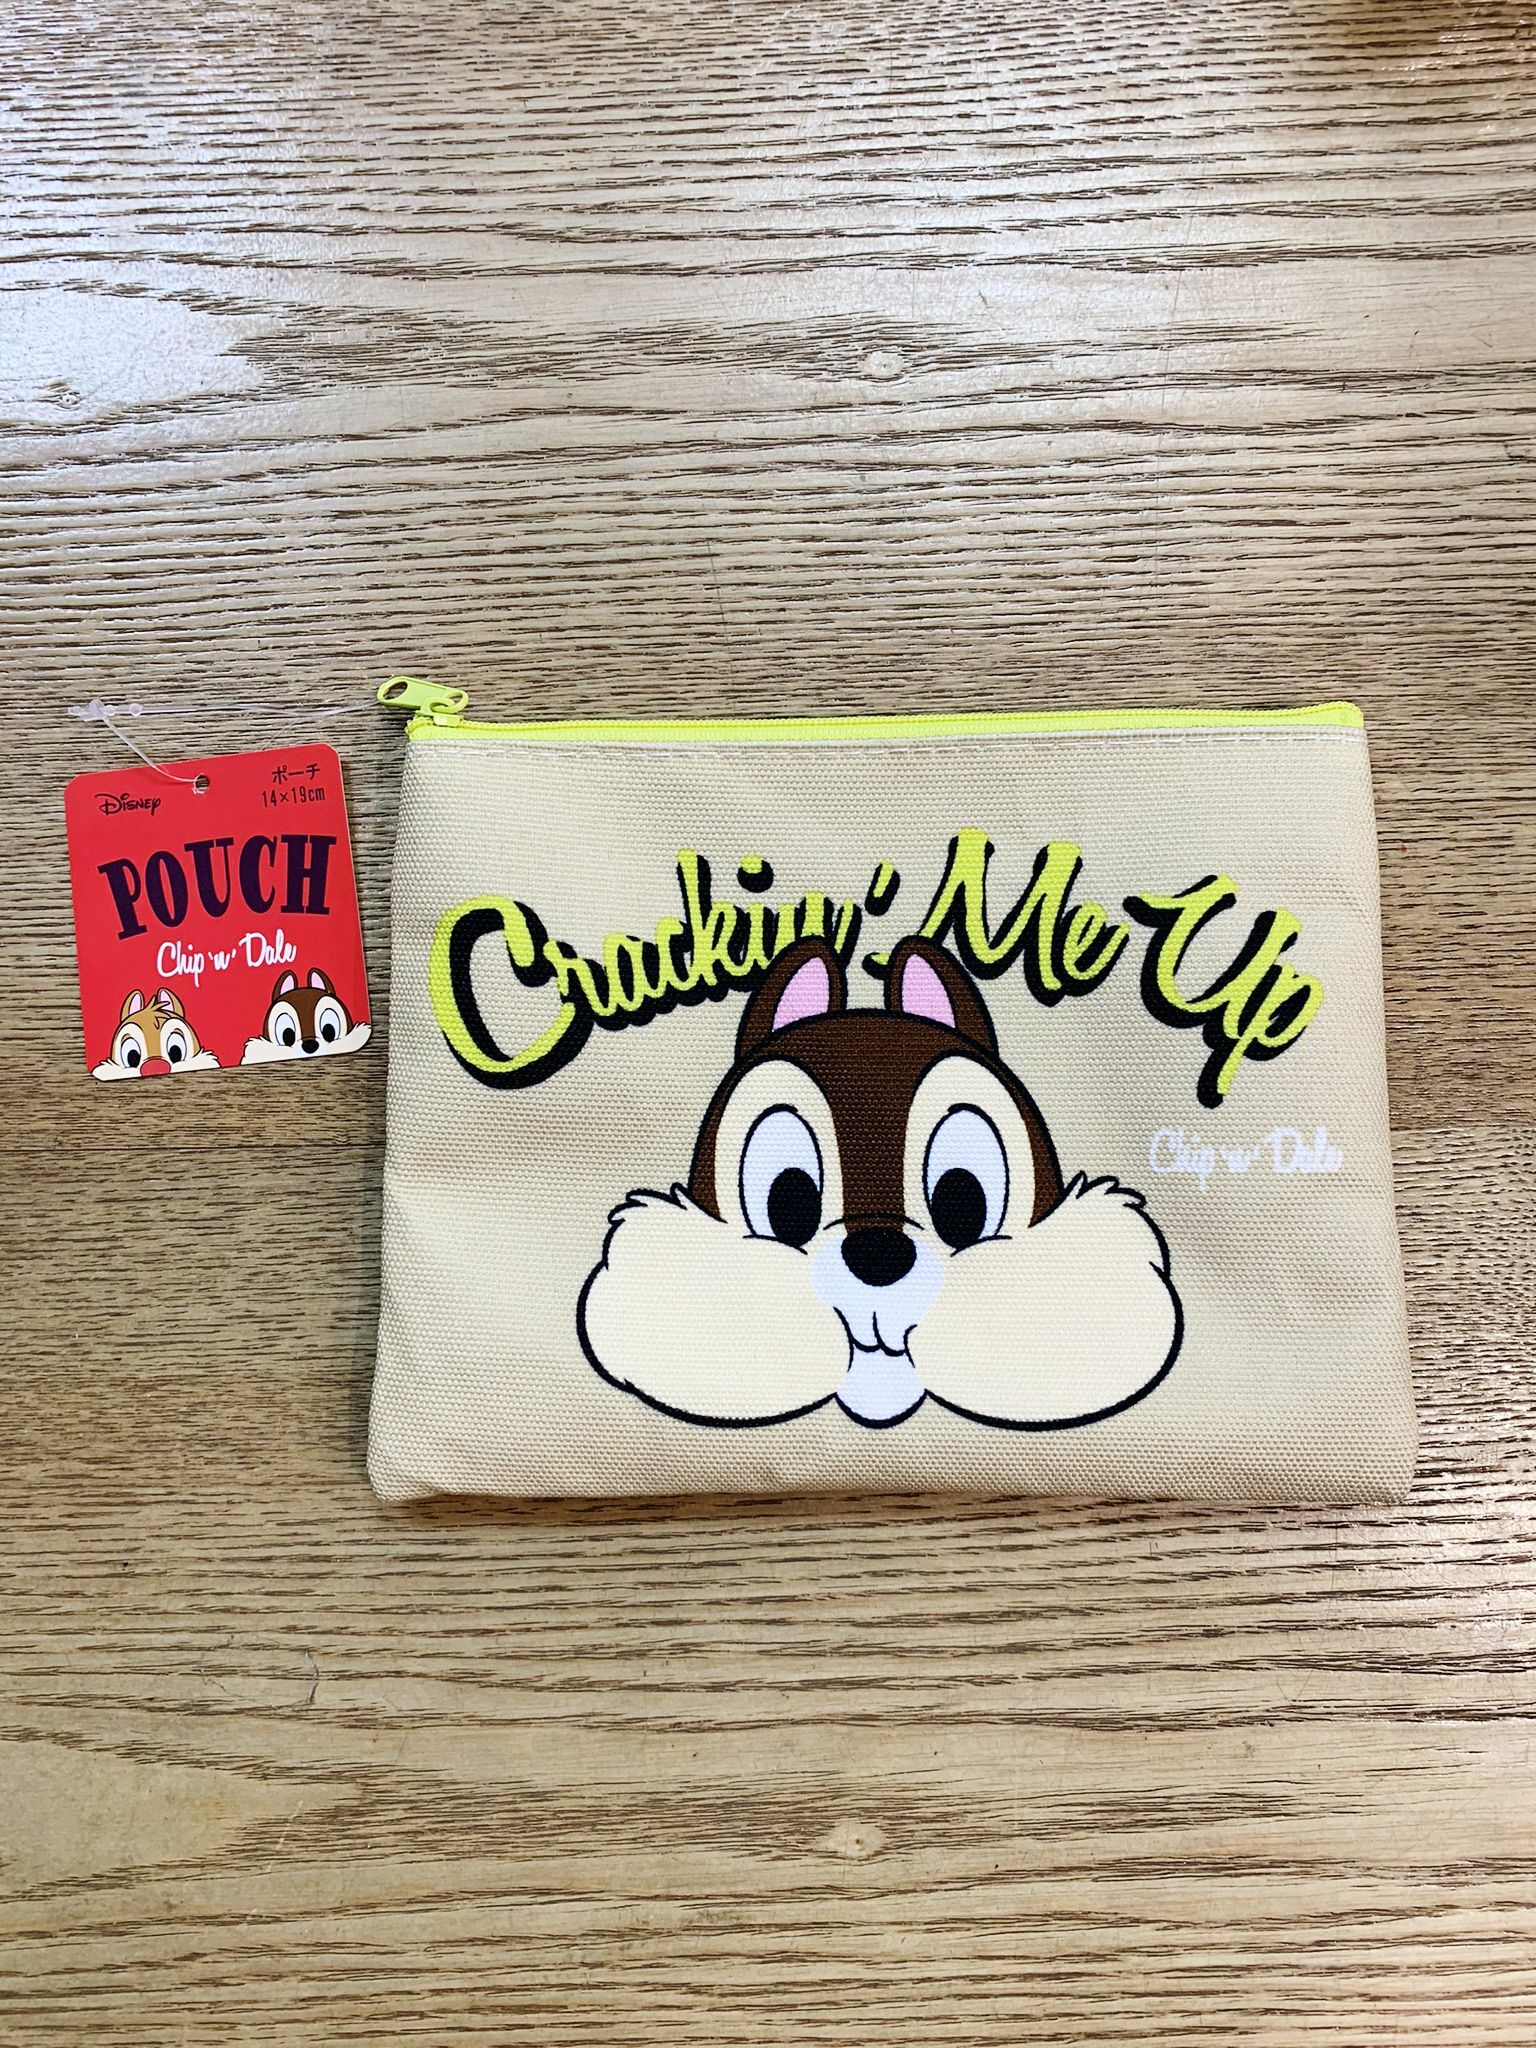 Disney
ポーチ
14×19cm
POUCH
Chip 'n' Dale
Crackin' Me Up
Chip 'n' Dale